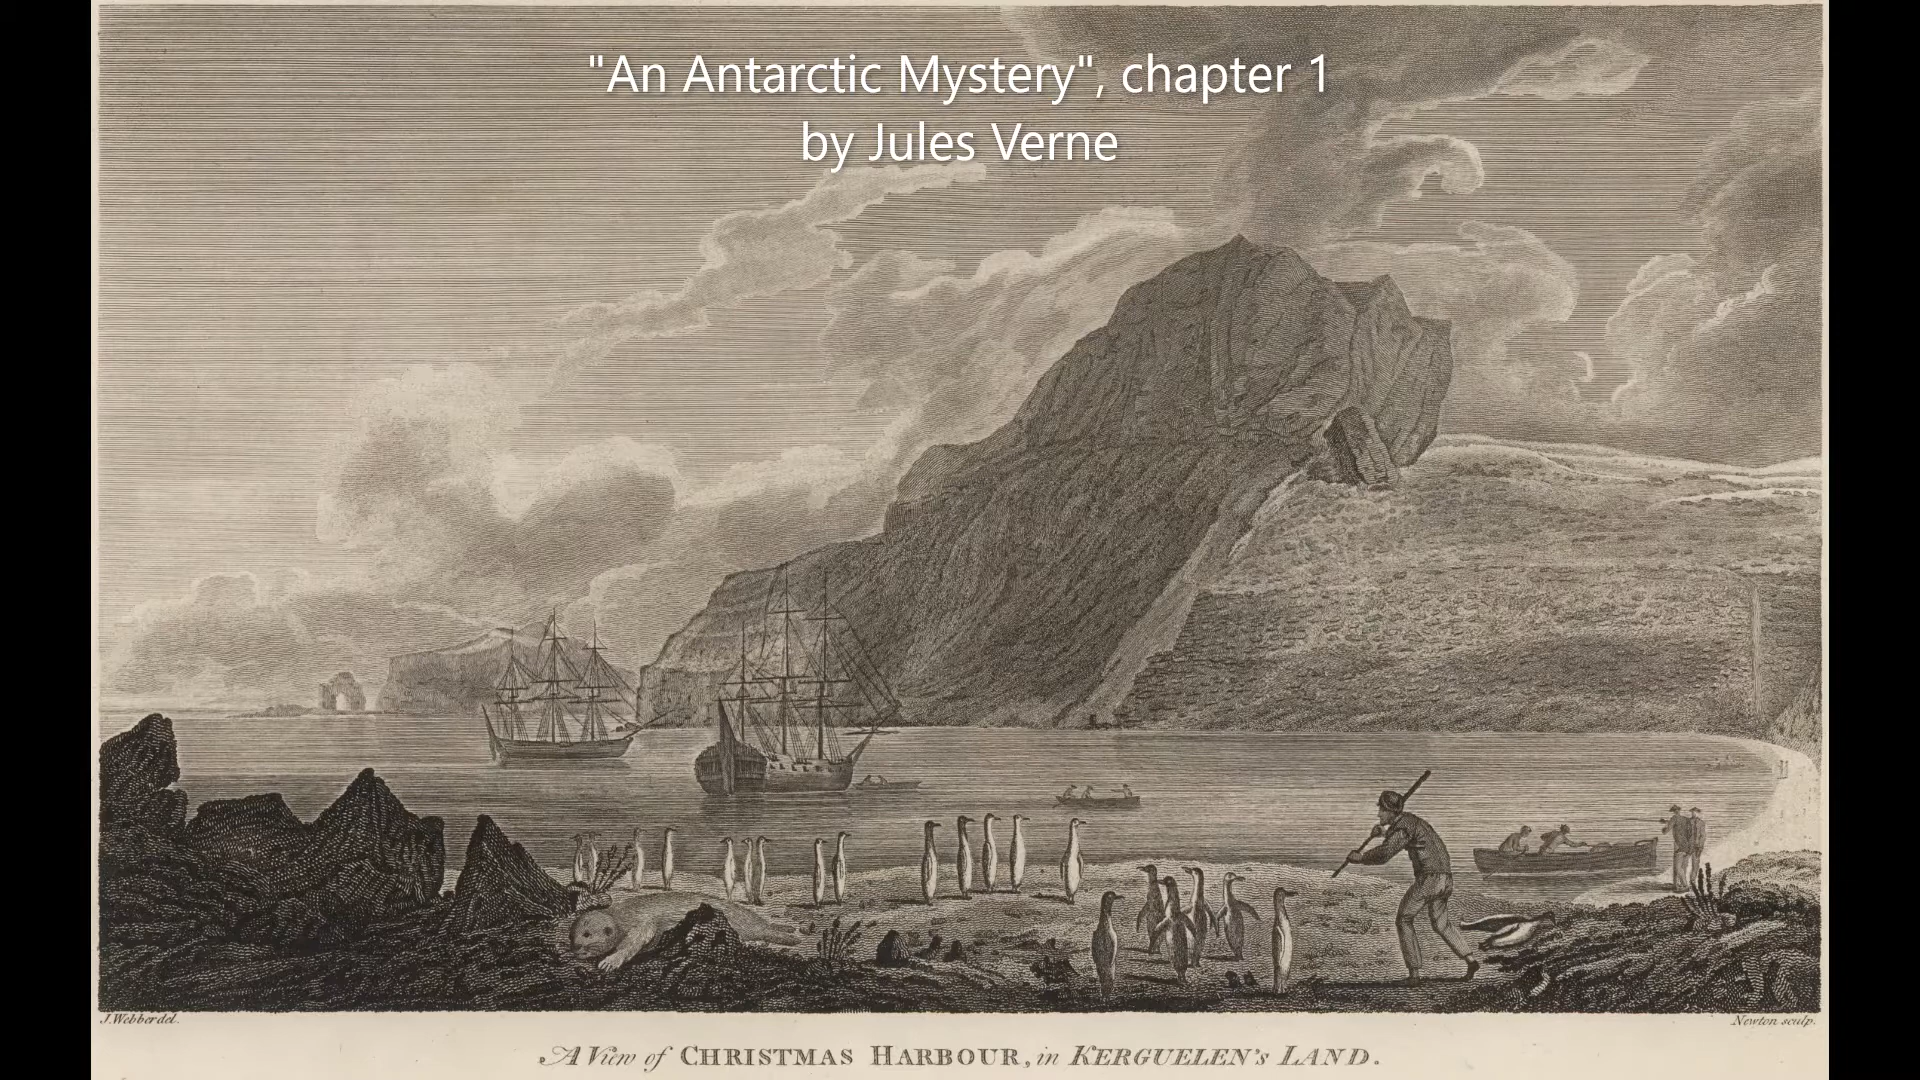 "An Antarctic Mystery", chapter 1
by Jules Verne
J. Webber del.
Newton sculp.
A View of CHRISTMAS HARBOUR, in KERGUELEN's LAND.